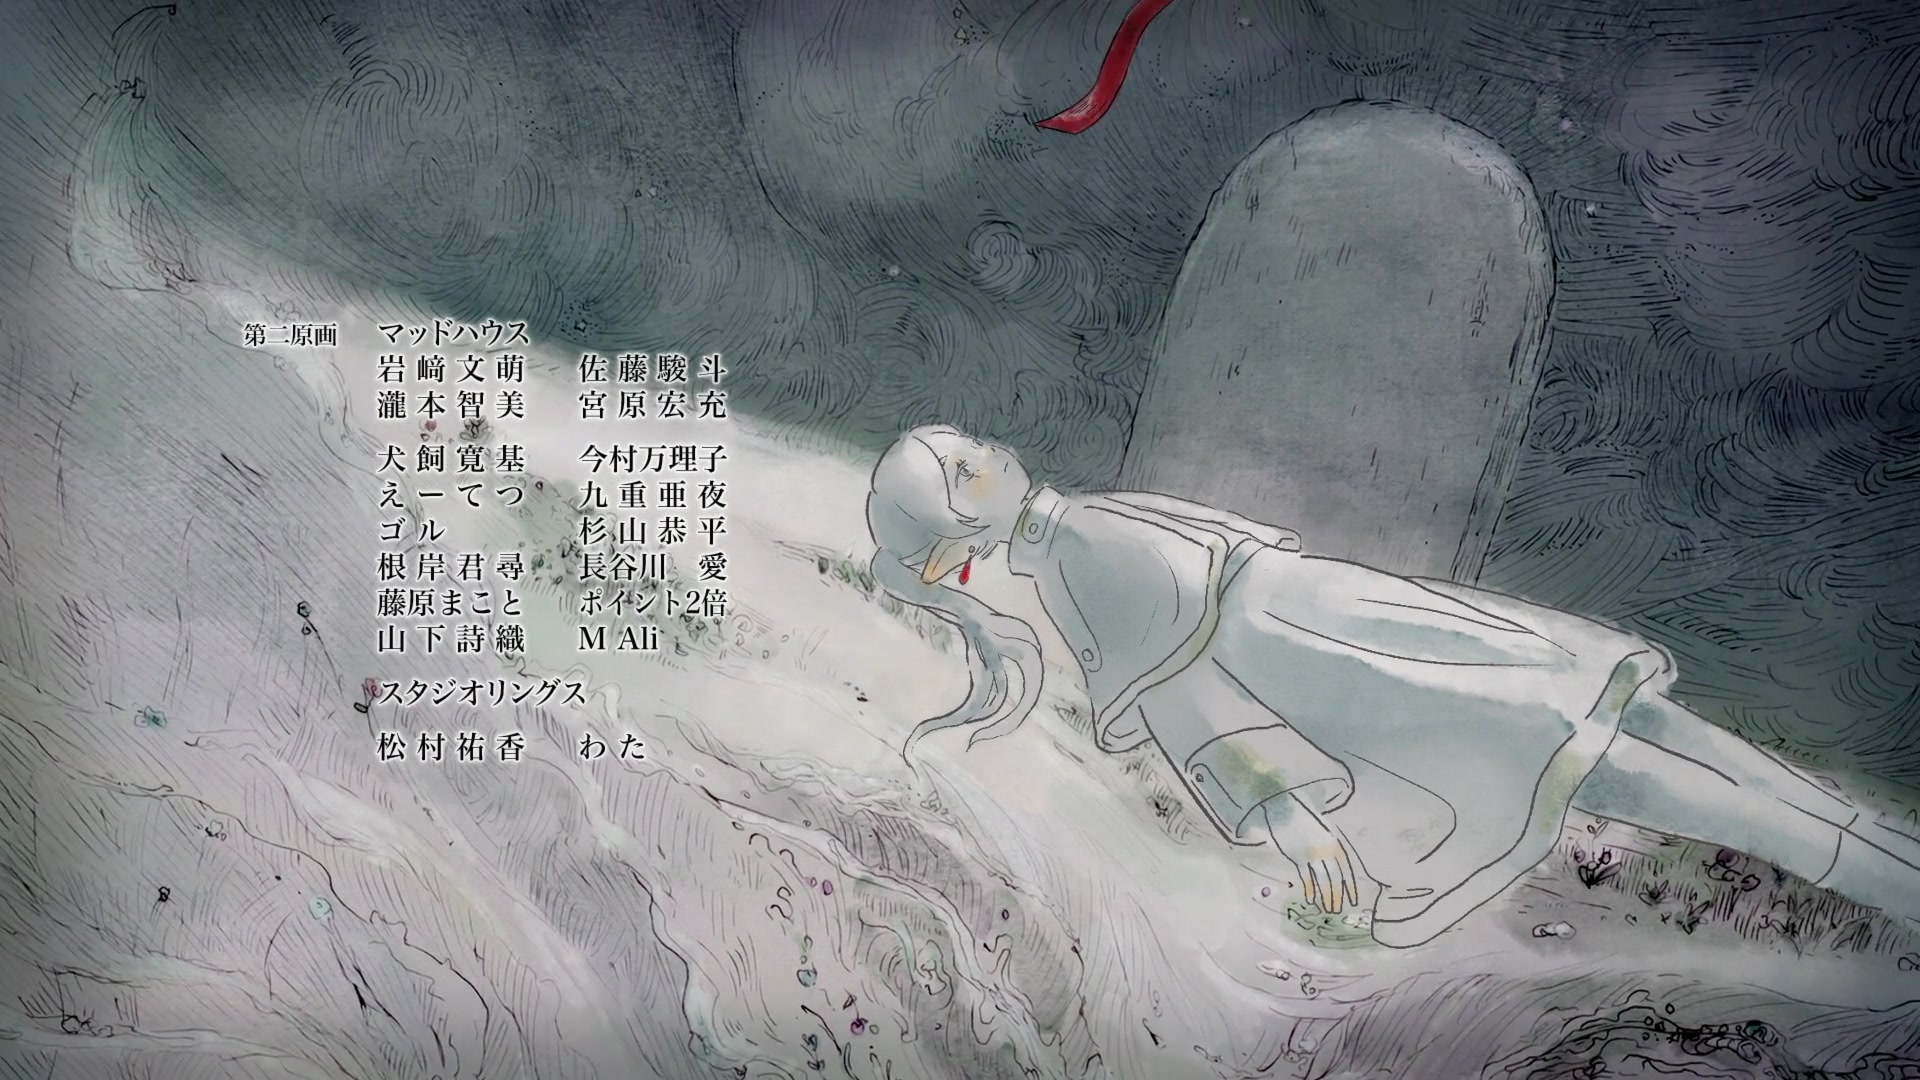 第二原画 マッドハウス
岩﨑文萌 佐藤駿斗
瀧本智美 宮原宏充
犬飼寛基 今村万理子
えーてつ 九重亜夜
ゴル 杉山恭平
根岸君尋 長谷川 愛
藤原まこと ポイント2倍
山下詩織 M Ali
スタジオリングス
松村祐香 わた